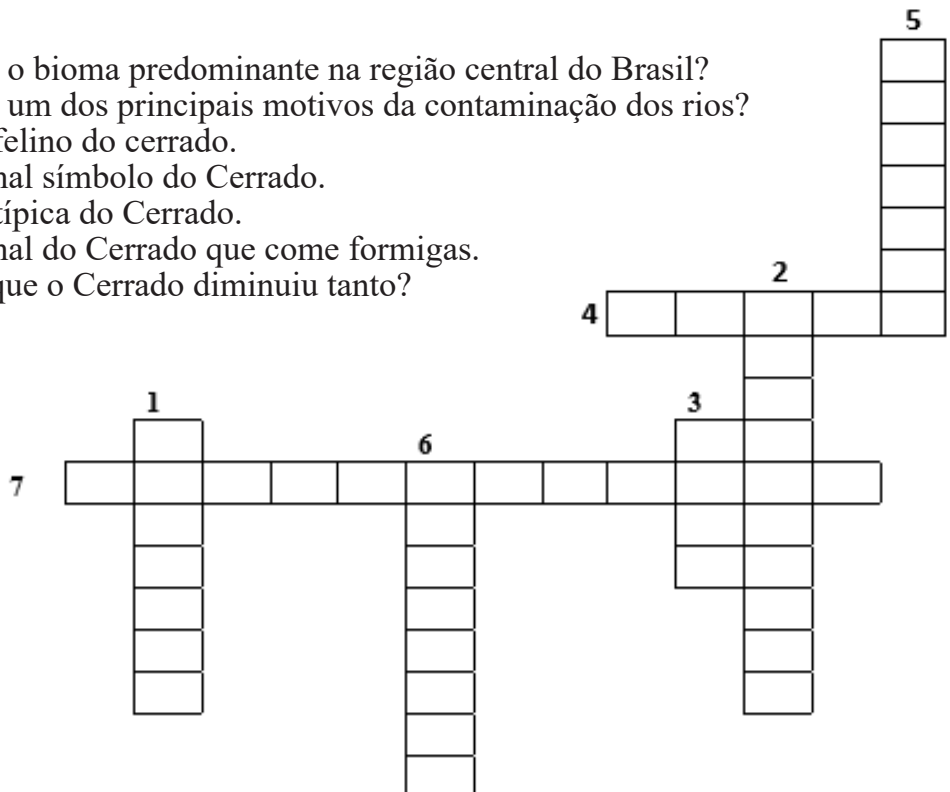 5
o bioma predominante na região central do Brasil?
um dos principais motivos da contaminação dos rios?
felino do cerrado.
nal símbolo do Cerrado.
típica do Cerrado.
nal do Cerrado que come formigas.
que o Cerrado diminuiu tanto?
2
4
1
3
6
7